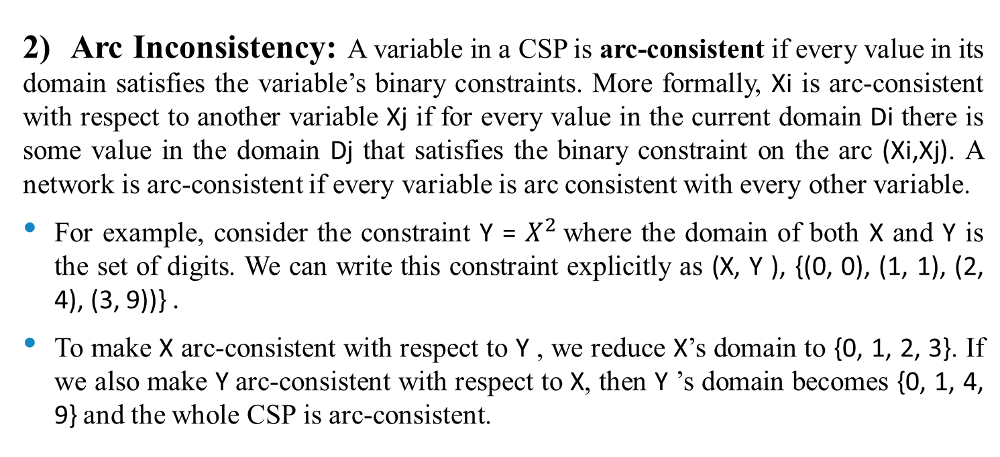 2) Arc Inconsistency: A variable in a CSP is arc-consistent if every value in its
domain satisfies the variable’s binary constraints. More formally, Xi is arc-consistent
with respect to another variable Xj if for every value in the current domain Di there is
some value in the domain Dj that satisfies the binary constraint on the arc (Xi,Xj). A
network is arc-consistent if every variable is arc consistent with every other variable.
• For example, consider the constraint Y = X² where the domain of both X and Y is
the set of digits. We can write this constraint explicitly as (X, Y ), {(0, 0), (1, 1), (2,
4), (3, 9))} .
• To make X arc-consistent with respect to Y , we reduce X’s domain to {0, 1, 2, 3}. If
we also make Y arc-consistent with respect to X, then Y ’s domain becomes {0, 1, 4,
9} and the whole CSP is arc-consistent.